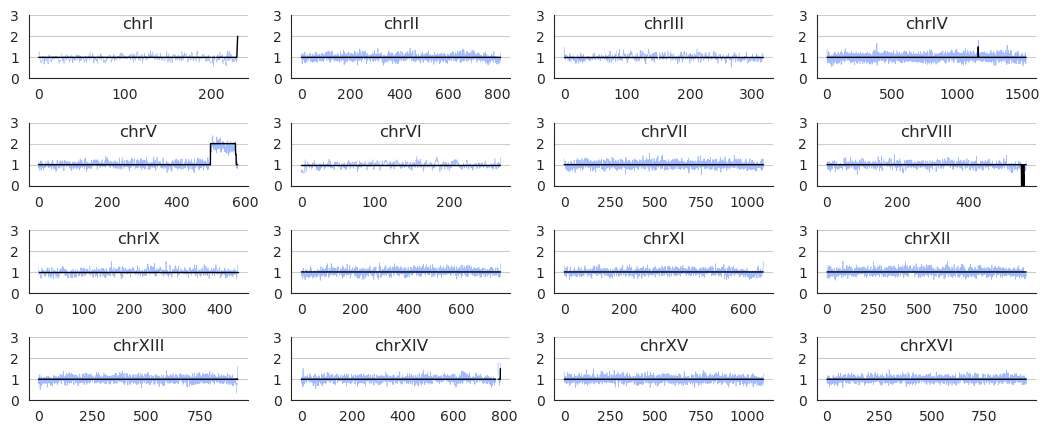 3 chrI 3 chrII 3 chrIII 3 chrIV
2 2 2 2
1 1 1 1
0 0 0 0
0 100 200 0 200 400 600 800 0 100 200 300 0 500 1000 1500
3 chrV 3 chrVI 3 chrVII 3 chrVIII
2 2 2 2
1 1 1 1
0 0 0 0
0 200 400 600 0 100 200 0 250 500 750 1000 0 200 400
3 chrIX 3 chrX 3 chrXI 3 chrXII
2 2 2 2
1 1 1 1
0 0 0 0
0 100 200 300 400 0 200 400 600 0 200 400 600 0 250 500 750 1000
3 chrXIII 3 chrXIV 3 chrXV 3 chrXVI
2 2 2 2
1 1 1 1
0 0 0 0
0 250 500 750 0 200 400 600 800 0 250 500 750 1000 0 250 500 750